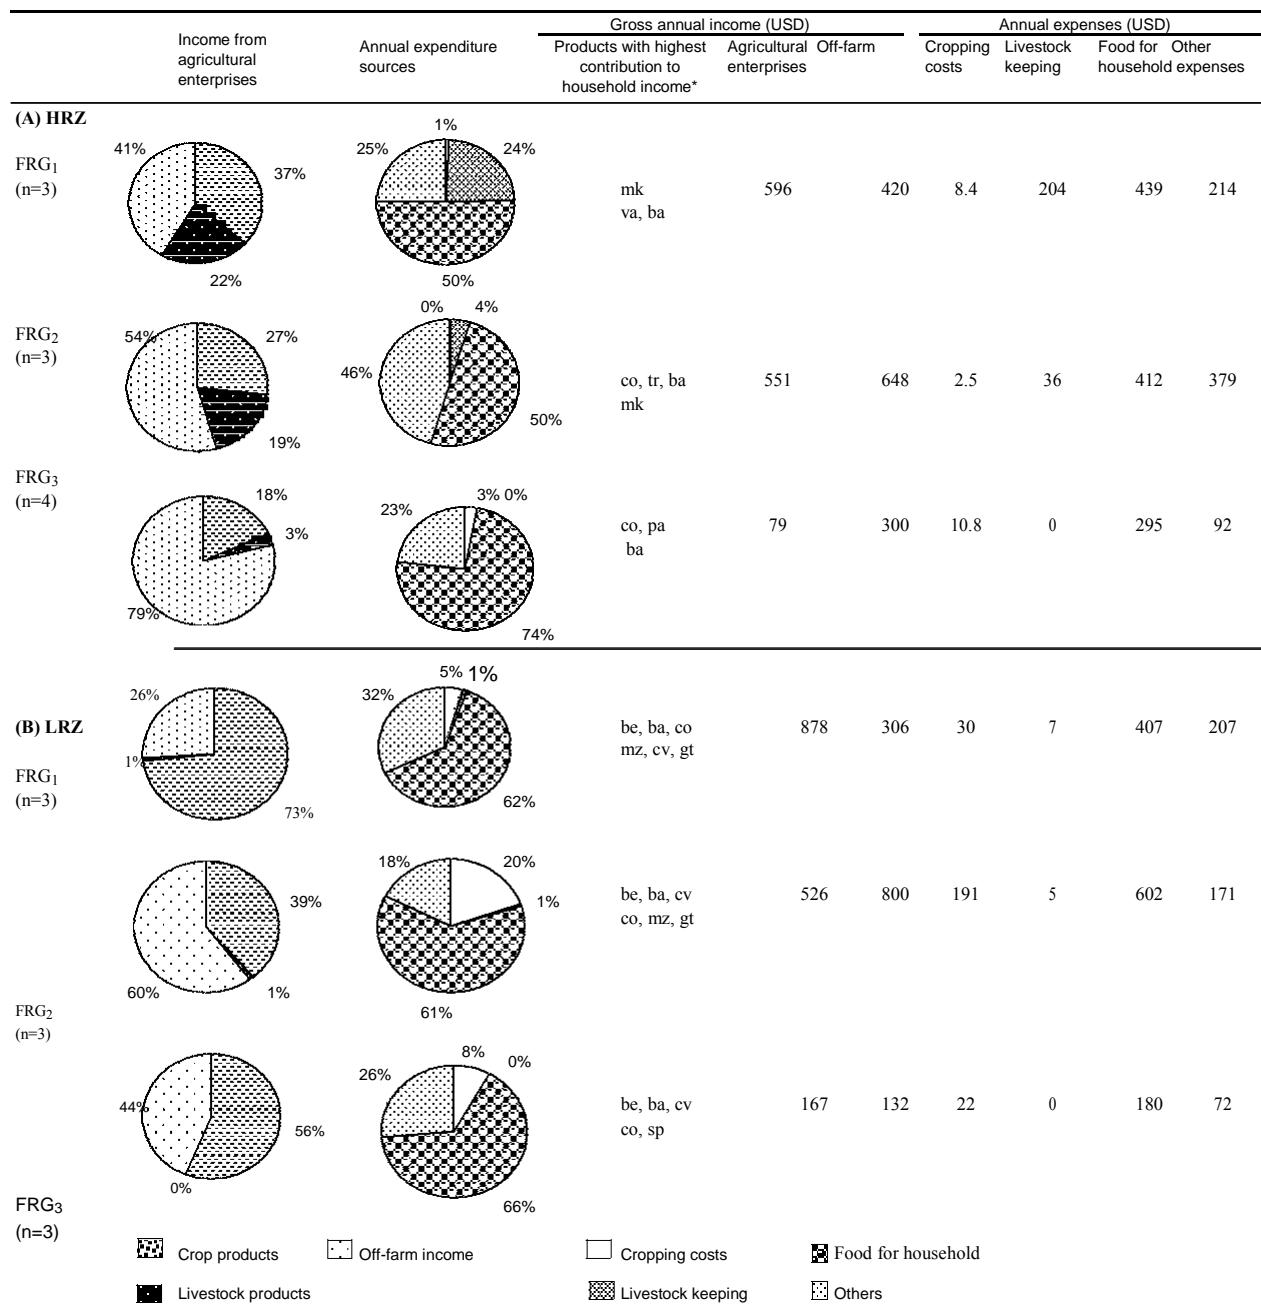 Gross annual income (USD) Annual expenses (USD)
Income from agricultural enterprises
Annual expenditure sources
Products with highest contribution to household income*
Agricultural enterprises
Off-farm
Cropping costs
Livestock keeping
Food for household
Other expenses
(A) HRZ
FRG1
(n=3)
41%
37%
22%
1%
25%
24%
50%
mk
va, ba
596 420 8.4 204 439 214
FRG2
(n=3)
54%
27%
19%
0% 4%
46%
50%
co, tr, ba
mk
551 648 2.5 36 412 379
FRG3
(n=4)
18%
3%
79%
3% 0%
23%
74%
co, pa
ba
79 300 10.8 0 295 92
(B) LRZ
FRG1
(n=3)
26%
1%
73%
5% 1%
32%
62%
be, ba, co
mz, cv, gt
878 306 30 7 407 207
39%
60%
1%
18%
20%
1%
61%
be, ba, cv
co, mz, gt
526 800 191 5 602 171
FRG2
(n=3)
44%
56%
0%
8%
0%
26%
66%
be, ba, cv
co, sp
167 132 22 0 180 72
FRG3
(n=3)
Crop products Off-farm income Cropping costs Food for household
Livestock products Livestock keeping Others